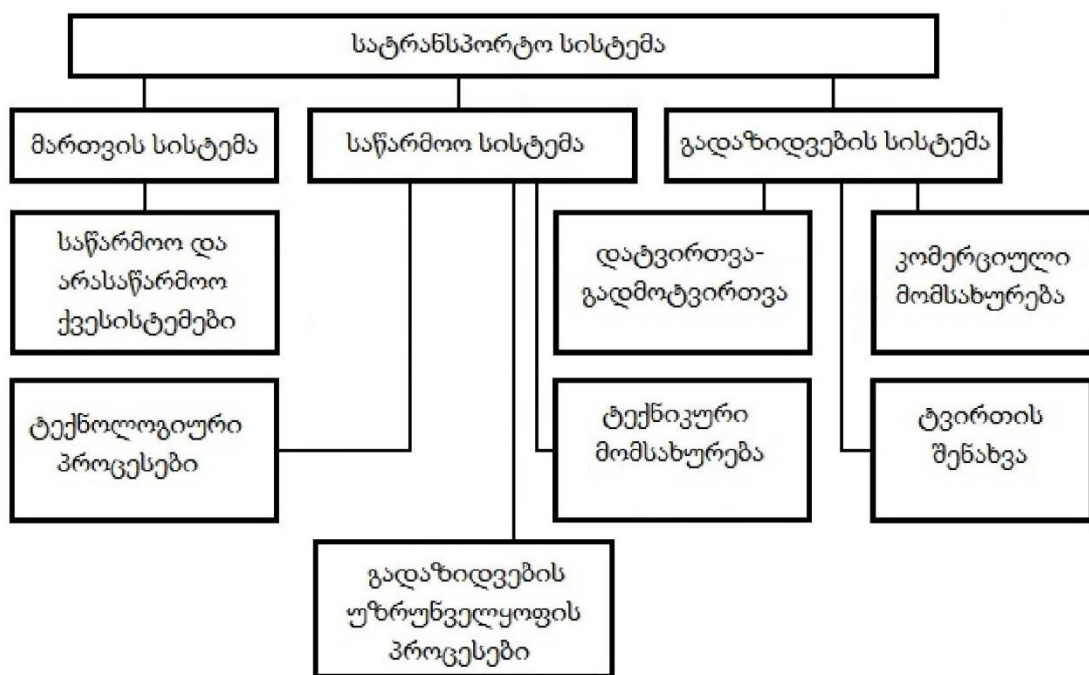 სატრანსპორტო სისტემა
მართვის სისტემა
საწარმოო სისტემა
გადაზიდვების სისტემა
საწარმოო და
არასაწარმოო
ქვესისტემები
დატვირთვა-
გადმოტვირთვა
კომერციული
მომსახურება
ტექნოლოგიური
პროცესები
ტექნიკური
მომსახურება
ტვირთის
შენახვა
გადაზიდვების
უზრუნველყოფის
პროცესები